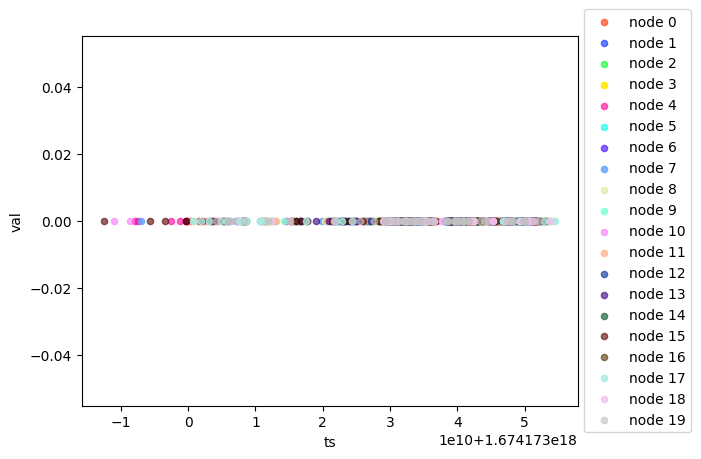 node 0
node 1
node 2
node 3
node 4
node 5
node 6
node 7
node 8
node 9
node 10
node 11
node 12
node 13
node 14
node 15
node 16
node 17
node 18
node 19
val
0.04
0.02
0.00
−0.02
−0.04
−1 0 1 2 3 4 5
ts
1e10+1.674173e18